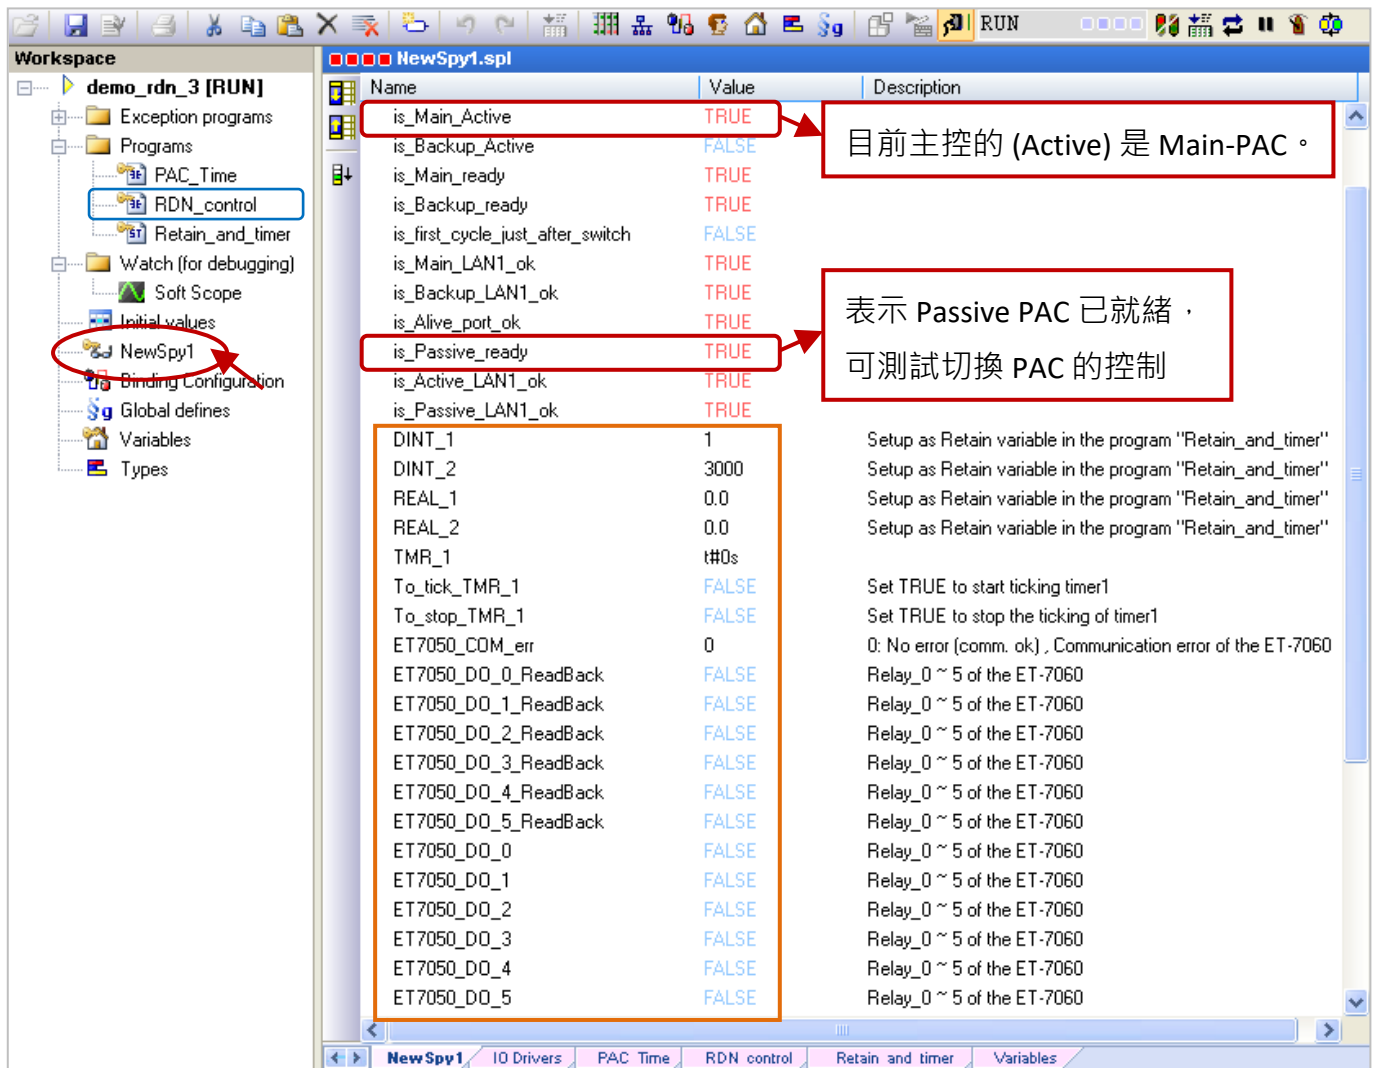 RUN
Workspace
demo_rdn_3 [RUN]
Exception programs
Programs
PAC_Time
RDN_control
Retain_and_timer
Watch (for debugging)
Soft Scope
Initial values
NewSpy1
Binding Configuration
Global defines
Variables
Types
NewSpy1.spl
Name Value Description
is_Main_Active TRUE
is_Backup_Active FALSE
is_Main_ready TRUE
is_Backup_ready TRUE
is_first_cycle_just_after_switch FALSE
is_Main_LAN1_ok TRUE
is_Backup_LAN1_ok TRUE
is_Alive_port_ok TRUE
is_Passive_ready TRUE
is_Active_LAN1_ok TRUE
is_Passive_LAN1_ok TRUE
目前主控的 (Active) 是 Main-PAC。
表示 Passive PAC 已就緒，
可測試切換 PAC 的控制
DINT_1 1 Setup as Retain variable in the program "Retain_and_timer"
DINT_2 3000 Setup as Retain variable in the program "Retain_and_timer"
REAL_1 0.0 Setup as Retain variable in the program "Retain_and_timer"
REAL_2 0.0 Setup as Retain variable in the program "Retain_and_timer"
TMR_1 t#0s
To_tick_TMR_1 FALSE Set TRUE to start ticking timer1
To_stop_TMR_1 FALSE Set TRUE to stop the ticking of timer1
ET7050_COM_err 0 0: No error (comm. ok) , Communication error of the ET-7060
ET7050_DO_0_ReadBack FALSE Relay_0 ~ 5 of the ET-7060
ET7050_DO_1_ReadBack FALSE Relay_0 ~ 5 of the ET-7060
ET7050_DO_2_ReadBack FALSE Relay_0 ~ 5 of the ET-7060
ET7050_DO_3_ReadBack FALSE Relay_0 ~ 5 of the ET-7060
ET7050_DO_4_ReadBack FALSE Relay_0 ~ 5 of the ET-7060
ET7050_DO_5_ReadBack FALSE Relay_0 ~ 5 of the ET-7060
ET7050_DO_0 FALSE Relay_0 ~ 5 of the ET-7060
ET7050_DO_1 FALSE Relay_0 ~ 5 of the ET-7060
ET7050_DO_2 FALSE Relay_0 ~ 5 of the ET-7060
ET7050_DO_3 FALSE Relay_0 ~ 5 of the ET-7060
ET7050_DO_4 FALSE Relay_0 ~ 5 of the ET-7060
ET7050_DO_5 FALSE Relay_0 ~ 5 of the ET-7060
NewSpy1 IO Drivers PAC Time RDN control Retain and timer Variables